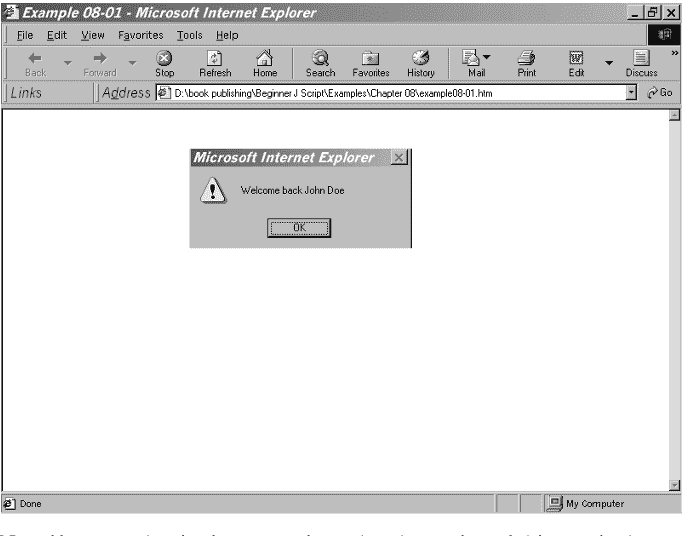 Example 08-01 - Microsoft Internet Explorer
File Edit View Favorites Tools Help
Back Forward Stop Refresh Home Search Favorites History Mail Print Edit Discuss »
Links Address D:\book publishing\Beginner J Script\Examples\Chapter 08\example08-01.htm Go
Microsoft Internet Explorer
Welcome back John Doe
OK
Done My Computer